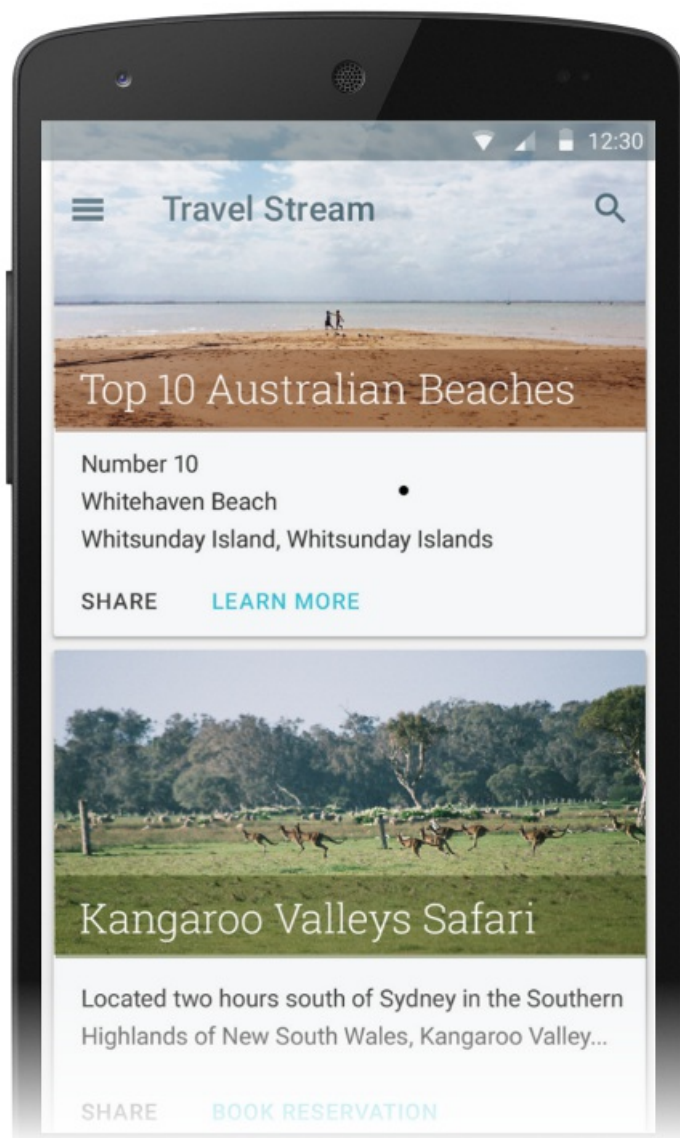 12:30
Travel Stream
Top 10 Australian Beaches
Number 10
Whitehaven Beach
Whitsunday Island, Whitsunday Islands
SHARE LEARN MORE
Kangaroo Valleys Safari
Located two hours south of Sydney in the Southern
Highlands of New South Wales, Kangaroo Valley...
SHARE BOOK RESERVATION